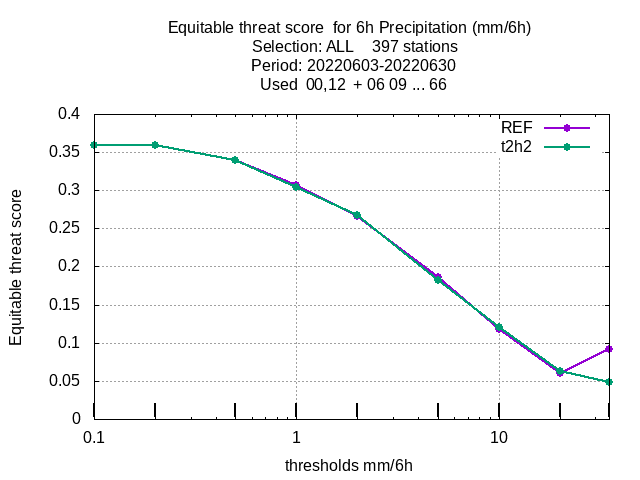 Equitable threat score  for 6h Precipitation (mm/6h)
Selection: ALL    397 stations
Period: 20220603-20220630
Used  00,12  + 06 09 ... 66
REF
t2h2
Equitable threat score
0.4
0.35
0.3
0.25
0.2
0.15
0.1
0.05
0
0.1
1
10
thresholds mm/6h